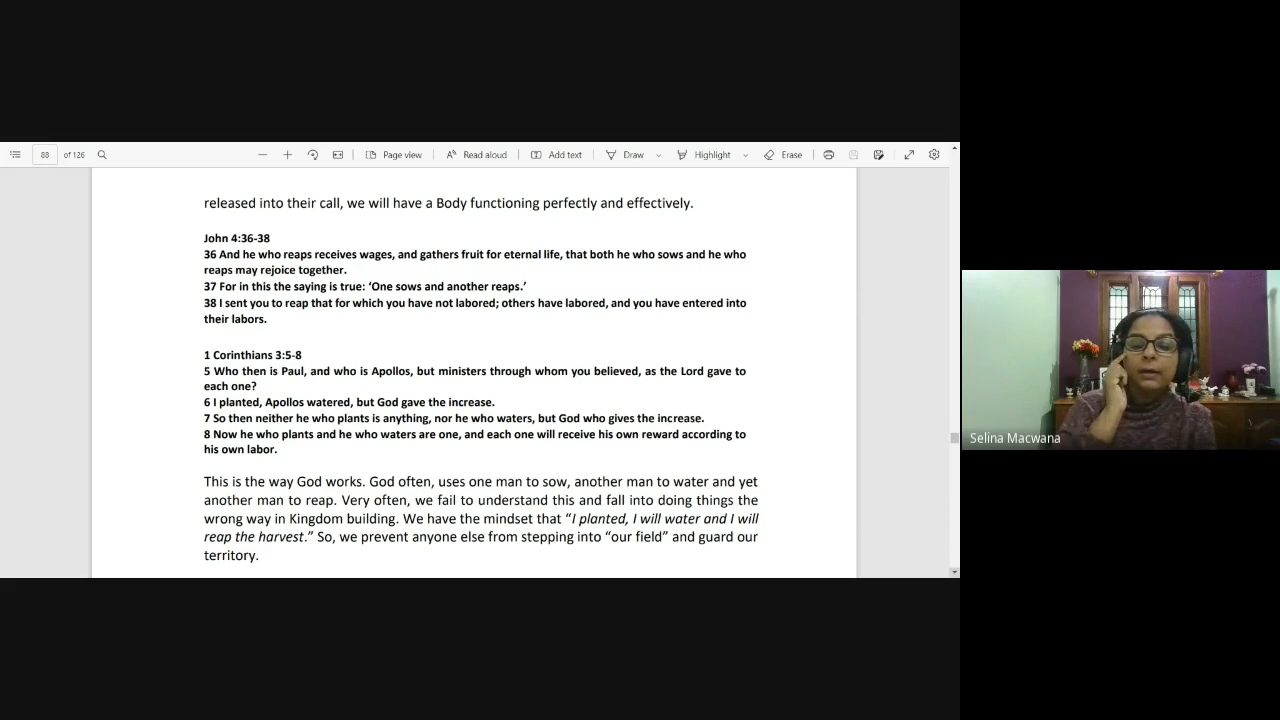 88 of 126 Page view Read aloud Add text Draw Highlight Erase
released into their call, we will have a Body functioning perfectly and effectively.
John 4:36-38
36 And he who reaps receives wages, and gathers fruit for eternal life, that both he who sows and he who
reaps may rejoice together.
37 For in this the saying is true: ‘One sows and another reaps.’
38 I sent you to reap that for which you have not labored; others have labored, and you have entered into
their labors.
1 Corinthians 3:5-8
5 Who then is Paul, and who is Apollos, but ministers through whom you believed, as the Lord gave to
each one?
6 I planted, Apollos watered, but God gave the increase.
7 So then neither he who plants is anything, nor he who waters, but God who gives the increase.
8 Now he who plants and he who waters are one, and each one will receive his own reward according to
his own labor.
This is the way God works. God often, uses one man to sow, another man to water and yet
another man to reap. Very often, we fail to understand this and fall into doing things the
wrong way in Kingdom building. We have the mindset that “I planted, I will water and I will
reap the harvest.” So, we prevent anyone else from stepping into “our field” and guard our
territory.
Selina Macwana